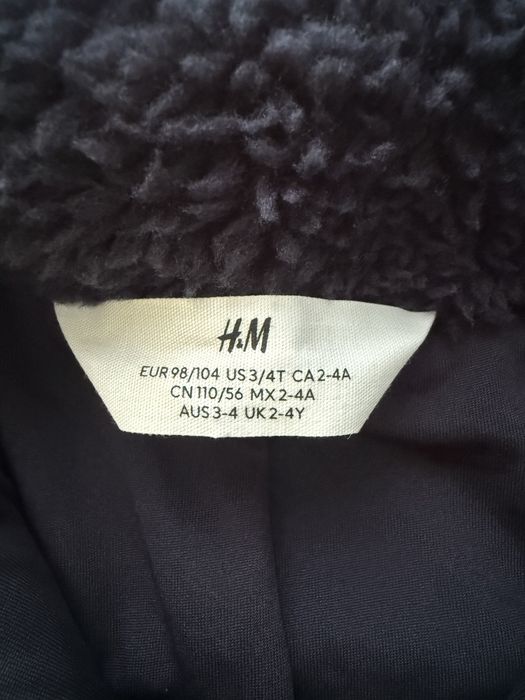 H&M
EUR 98/104 US 3/4T CA 2-4A
CN 110/56 MX 2-4A
AUS 3-4 UK 2-4Y